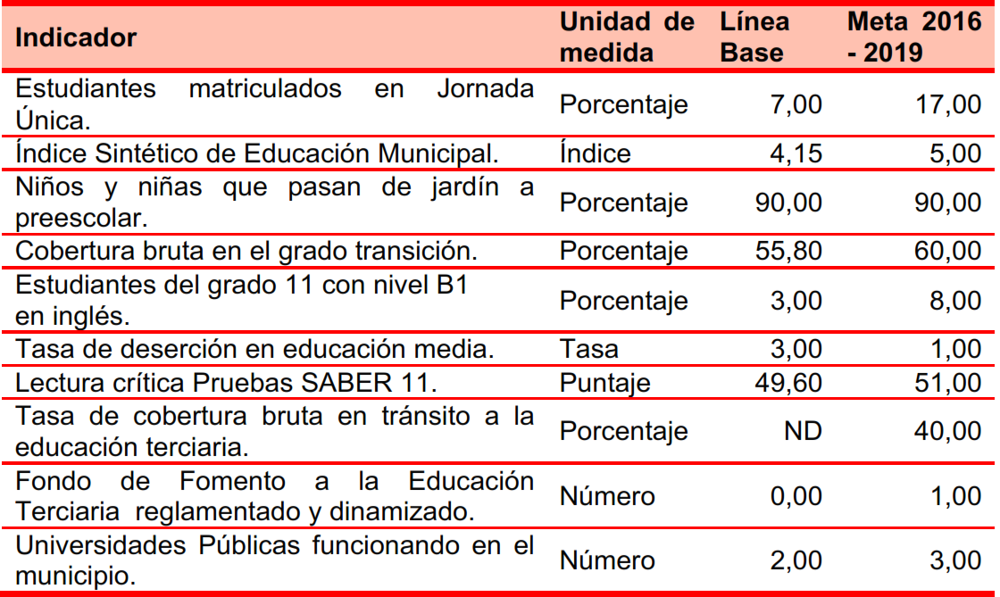 Indicador Unidad de medida Línea Base Meta 2016 - 2019
Estudiantes matriculados en Jornada Única. Porcentaje 7,00 17,00
Índice Sintético de Educación Municipal. Índice 4,15 5,00
Niños y niñas que pasan de jardín a preescolar. Porcentaje 90,00 90,00
Cobertura bruta en el grado transición. Porcentaje 55,80 60,00
Estudiantes del grado 11 con nivel B1 en inglés. Porcentaje 3,00 8,00
Tasa de deserción en educación media. Tasa 3,00 1,00
Lectura crítica Pruebas SABER 11. Puntaje 49,60 51,00
Tasa de cobertura bruta en tránsito a la educación terciaria. Porcentaje ND 40,00
Fondo de Fomento a la Educación Terciaria reglamentado y dinamizado. Número 0,00 1,00
Universidades Públicas funcionando en el municipio. Número 2,00 3,00